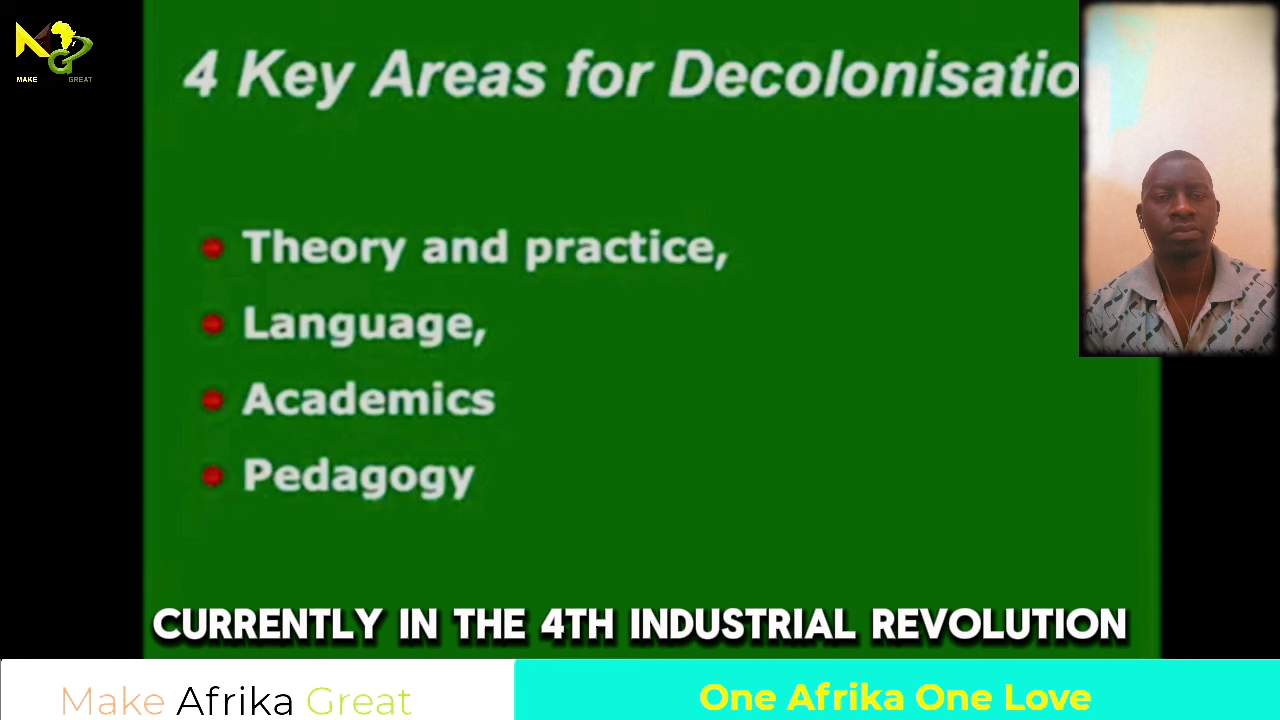 MAKE GREAT
4 Key Areas for Decolonisatio
Theory and practice,
Language,
Academics
Pedagogy
CURRENTLY IN THE 4TH INDUSTRIAL REVOLUTION
Make Afrika Great
One Afrika One Love